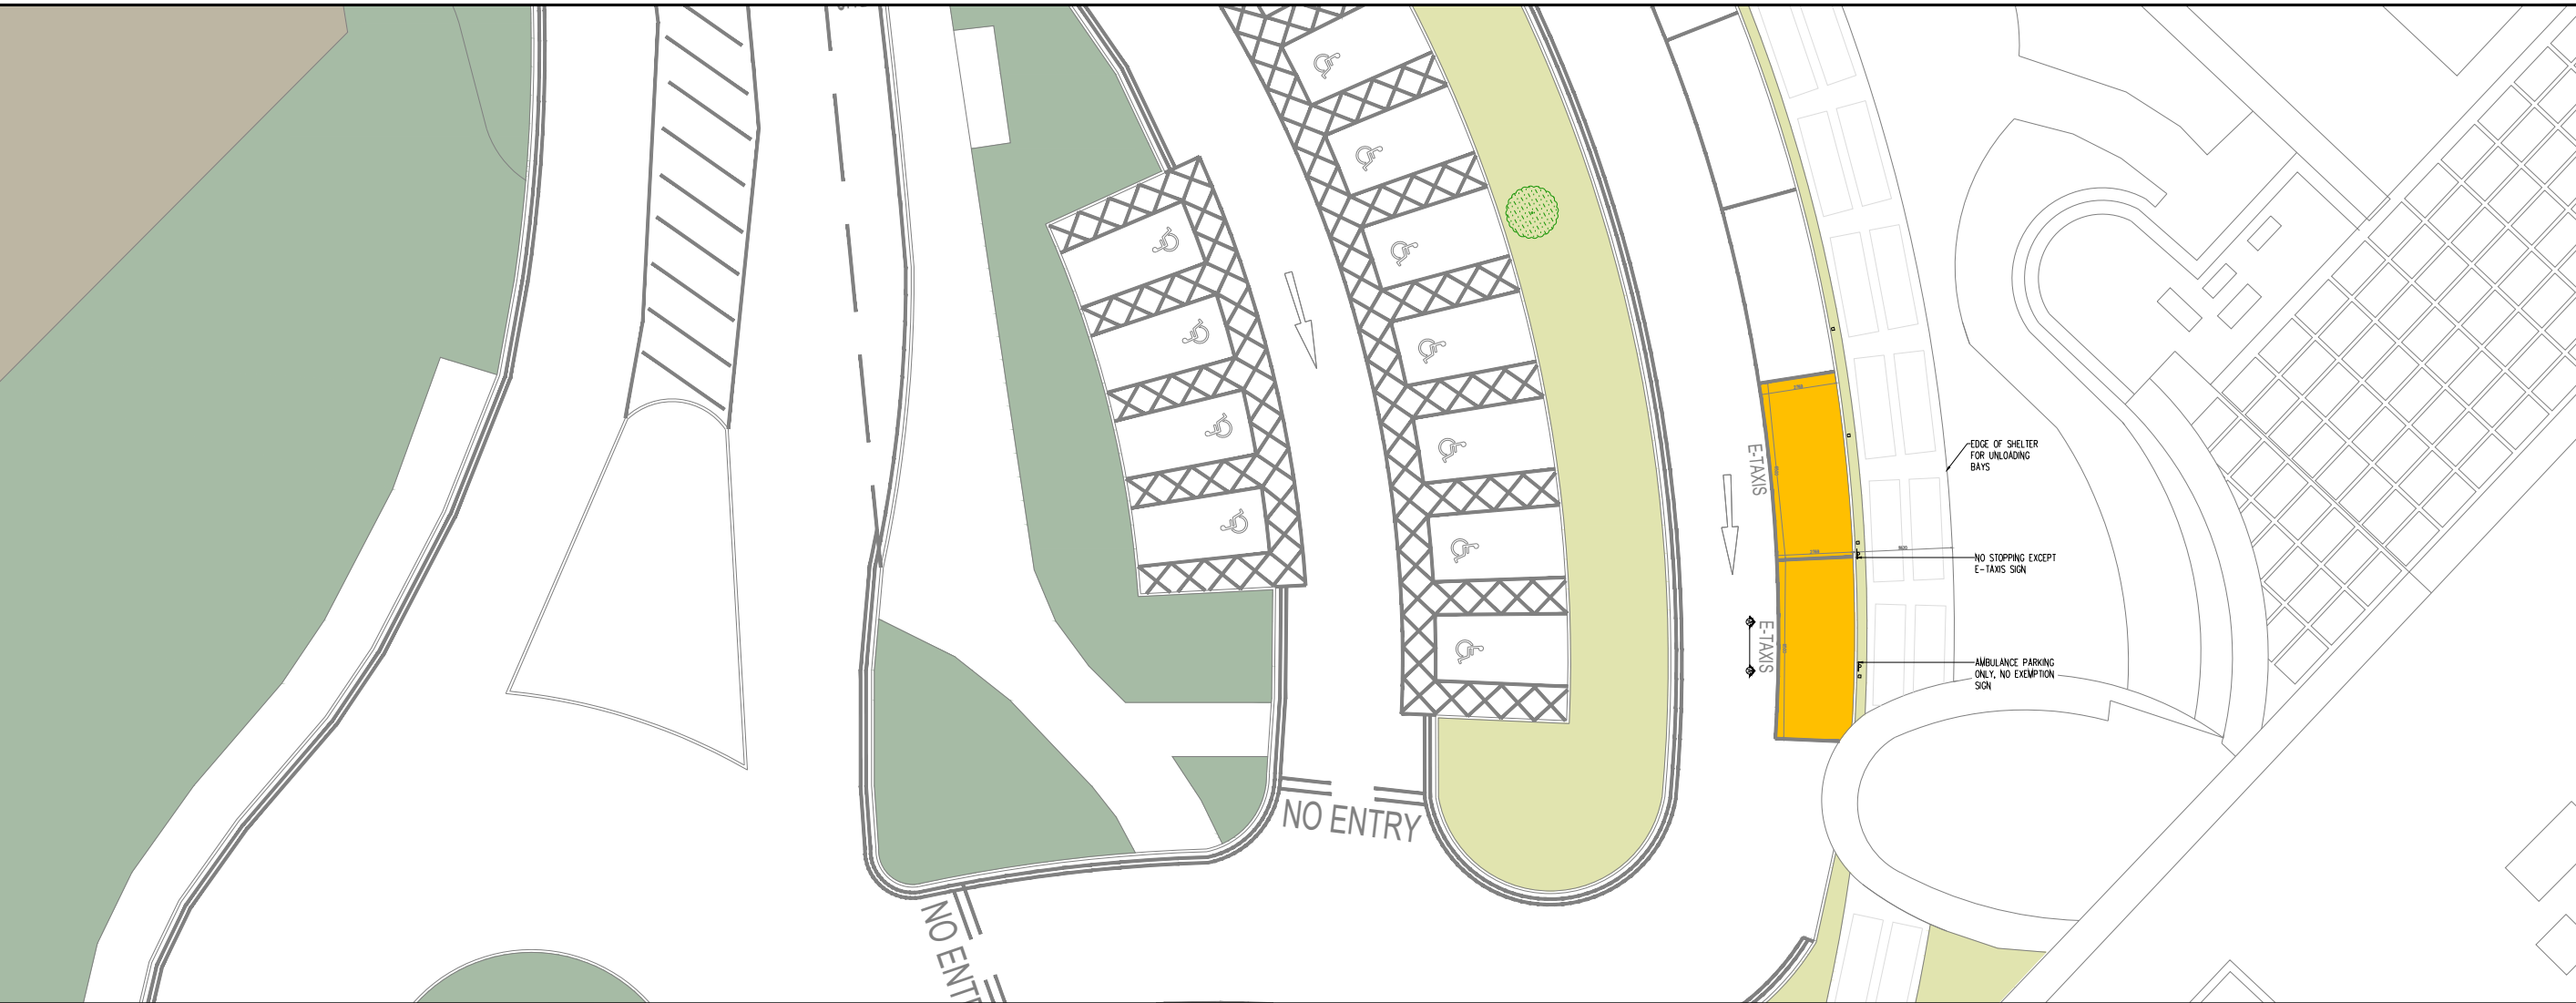 E-TAXIS
EDGE OF SHELTER
FOR UNLOADING
BAYS
NO STOPPING EXCEPT
E-TAXIS SIGN
E-TAXIS
AMBULANCE PARKING
ONLY, NO EXEMPTION
SIGN
NO ENTRY
NO ENT